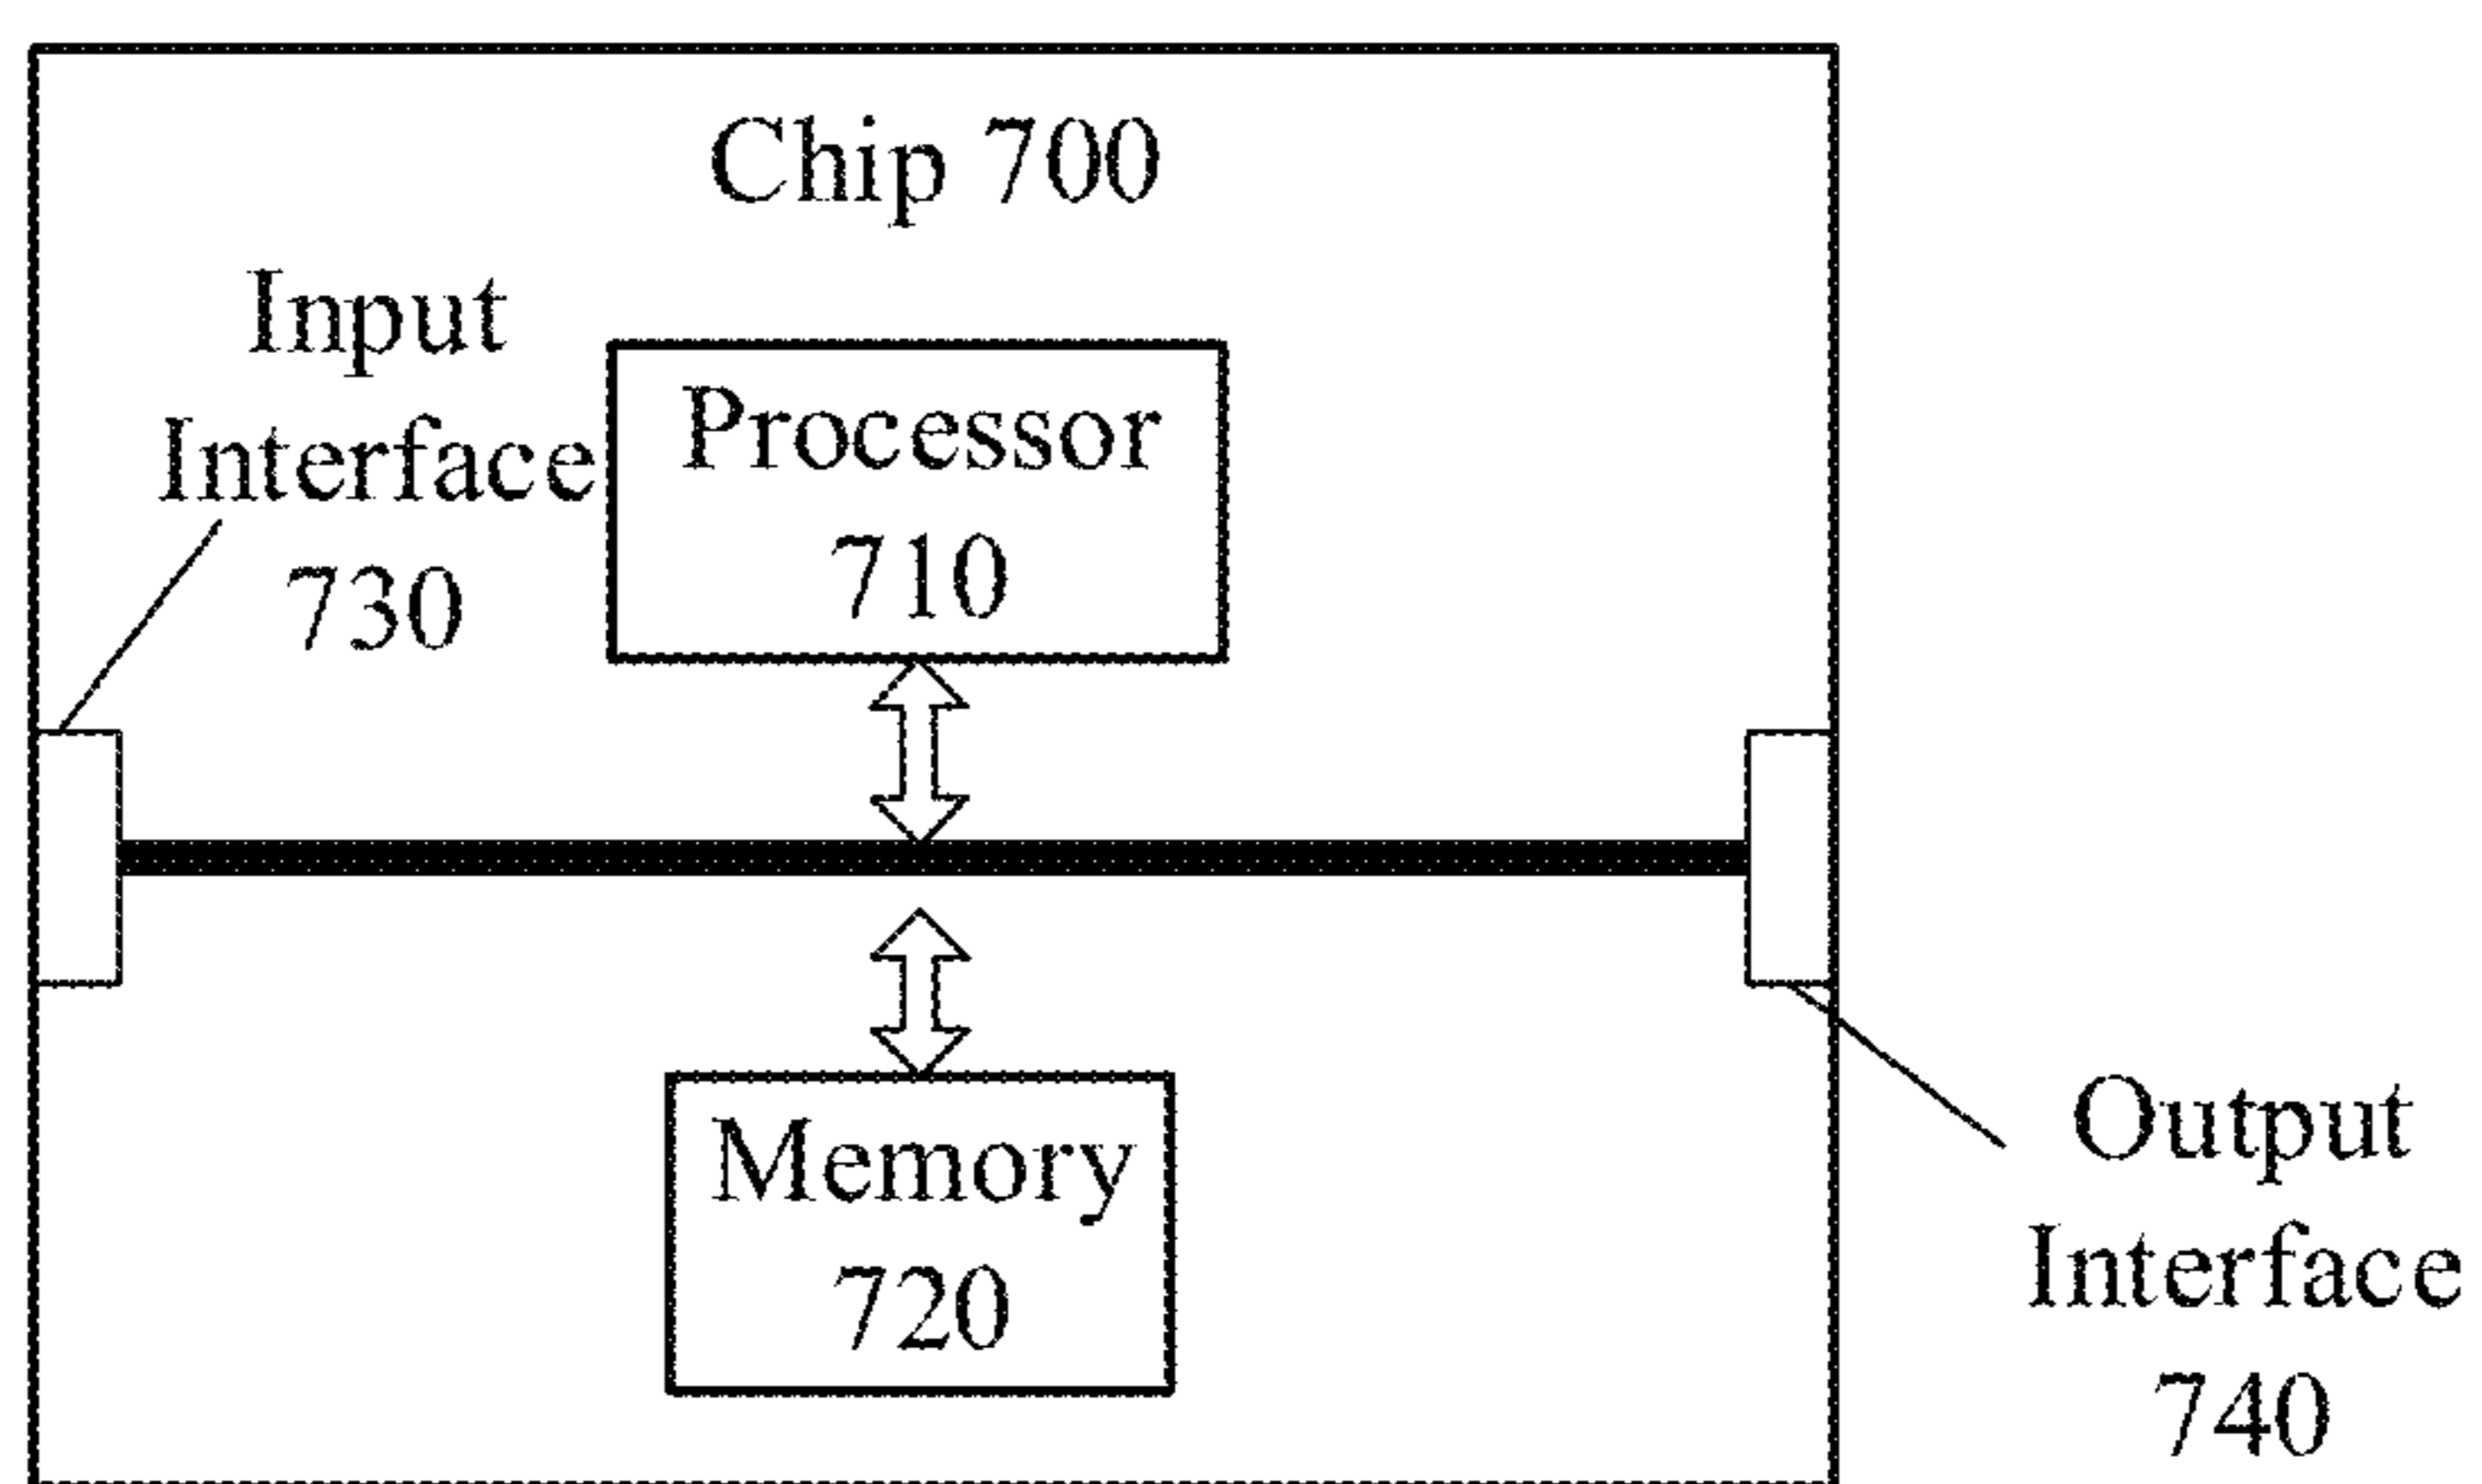 Chip 700
Input
Interface
730
Processor
710
Memory
720
Output
Interface
740